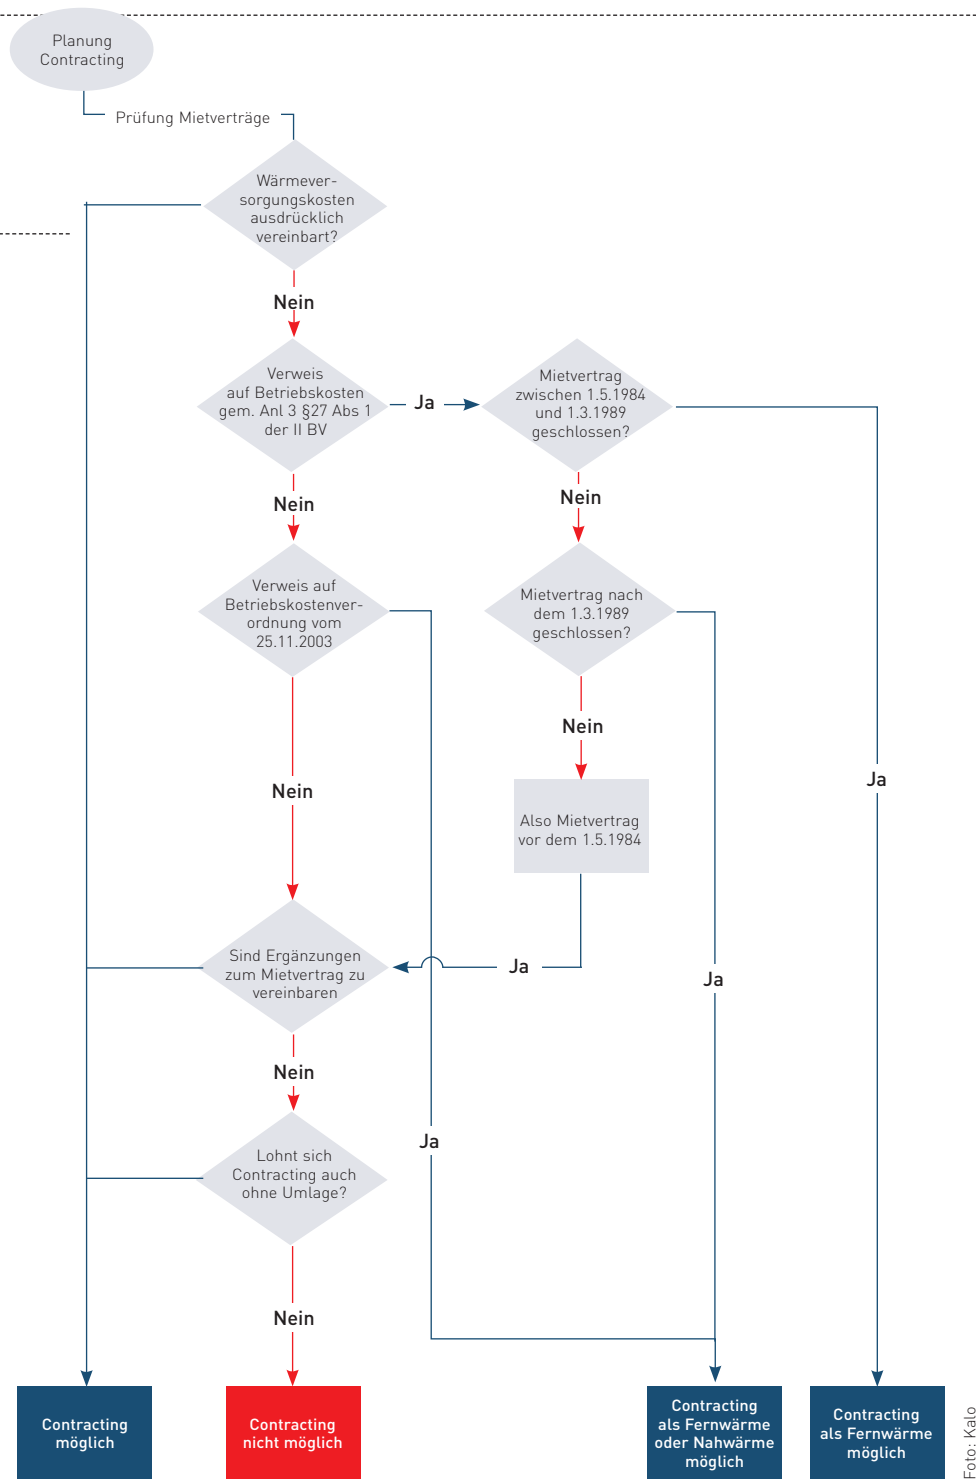 Planung
Contracting
Prüfung Mietverträge
Wärmever-
sorgungskosten
ausdrücklich
vereinbart?
Nein
Verweis
auf Betriebskosten
gem. Anl 3 §27 Abs 1
der II BV
Ja
Mietvertrag
zwischen 1.5.1984
und 1.3.1989
geschlossen?
Nein
Nein
Verweis auf
Betriebskostenver-
ordnung vom
25.11.2003
Mietvertrag nach
dem 1.3.1989
geschlossen?
Nein
Ja
Nein
Also Mietvertrag
vor dem 1.5.1984
Sind Ergänzungen
zum Mietvertrag zu
vereinbaren
Ja
Ja
Nein
Ja
Lohnt sich
Contracting auch
ohne Umlage?
Nein
Contracting
möglich
Contracting
nicht möglich
Contracting
als Fernwärme
oder Nahwärme
möglich
Contracting
als Fernwärme
möglich
Foto: Kalo